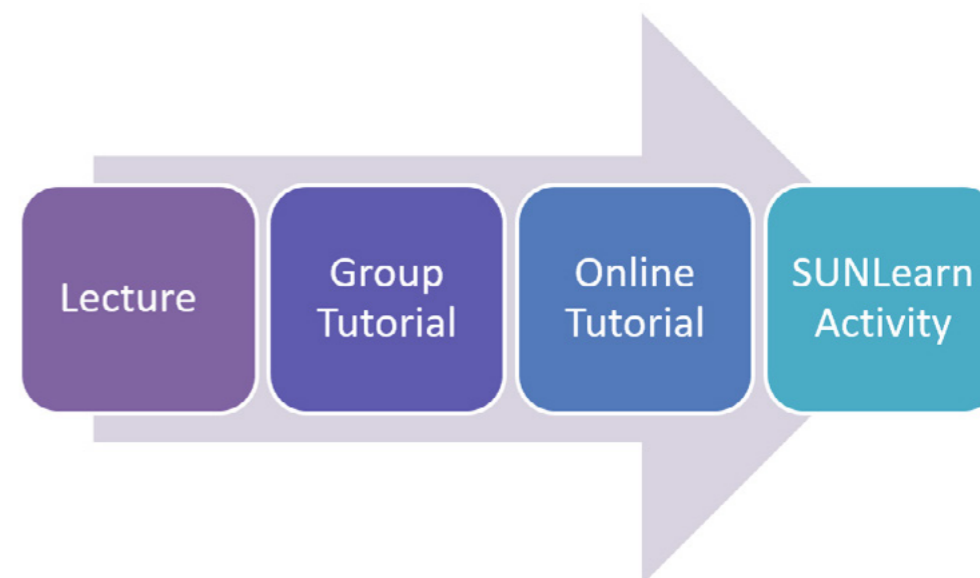 Lecture
Group
Tutorial
Online
Tutorial
SUNLearn
Activity